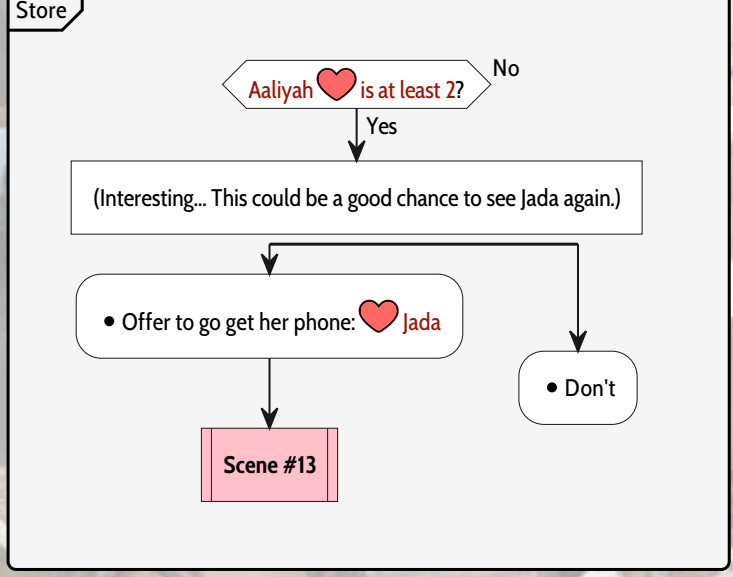 Store
No
Aaliyah is at least 2?
Yes
(Interesting... This could be a good chance to see Jada again.)
• Offer to go get her phone: Jada
• Don't
Scene #13